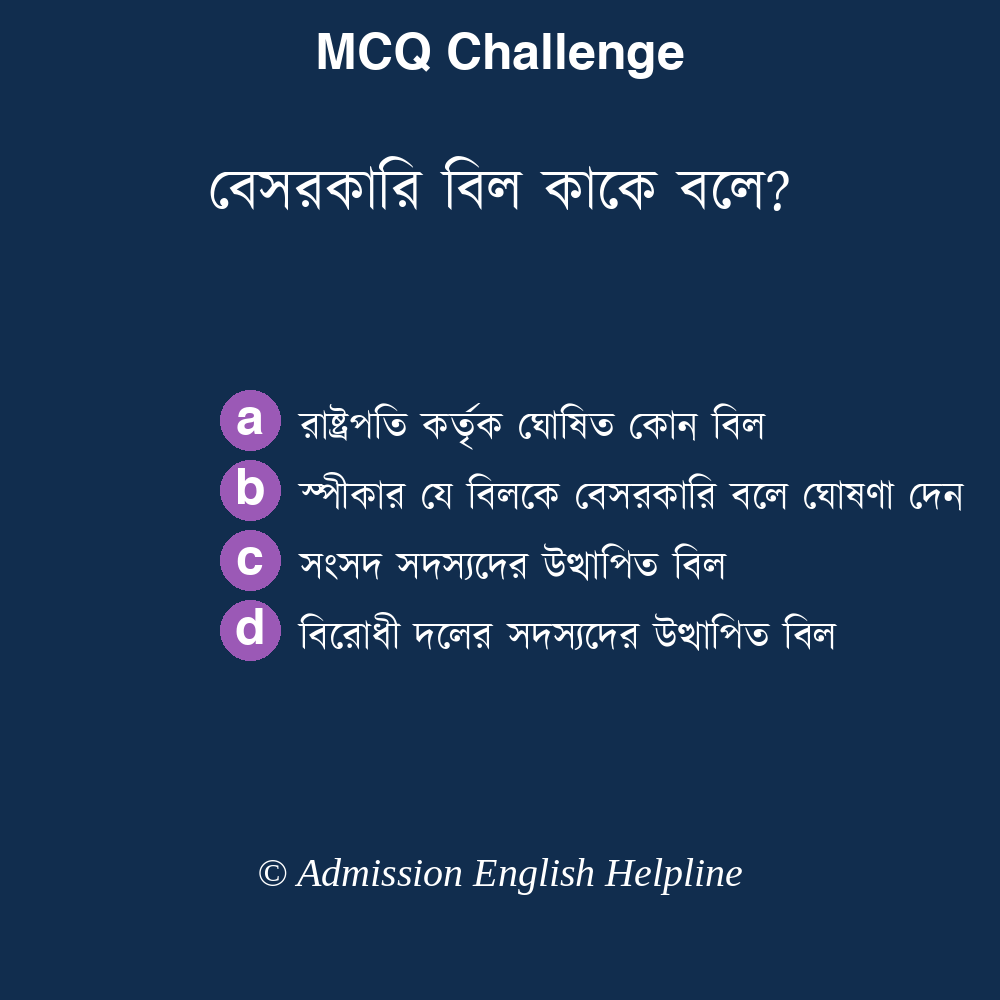 MCQ Challenge
বেসরকারি বিল কাকে বলে?
a রাষ্ট্রপতি কর্তৃক ঘোষিত কোন বিল
b স্পীকার যে বিলকে বেসরকারি বলে ঘোষণা দেন
c সংসদ সদস্যদের উত্থাপিত বিল
d বিরোধী দলের সদস্যদের উত্থাপিত বিল
© Admission English Helpline